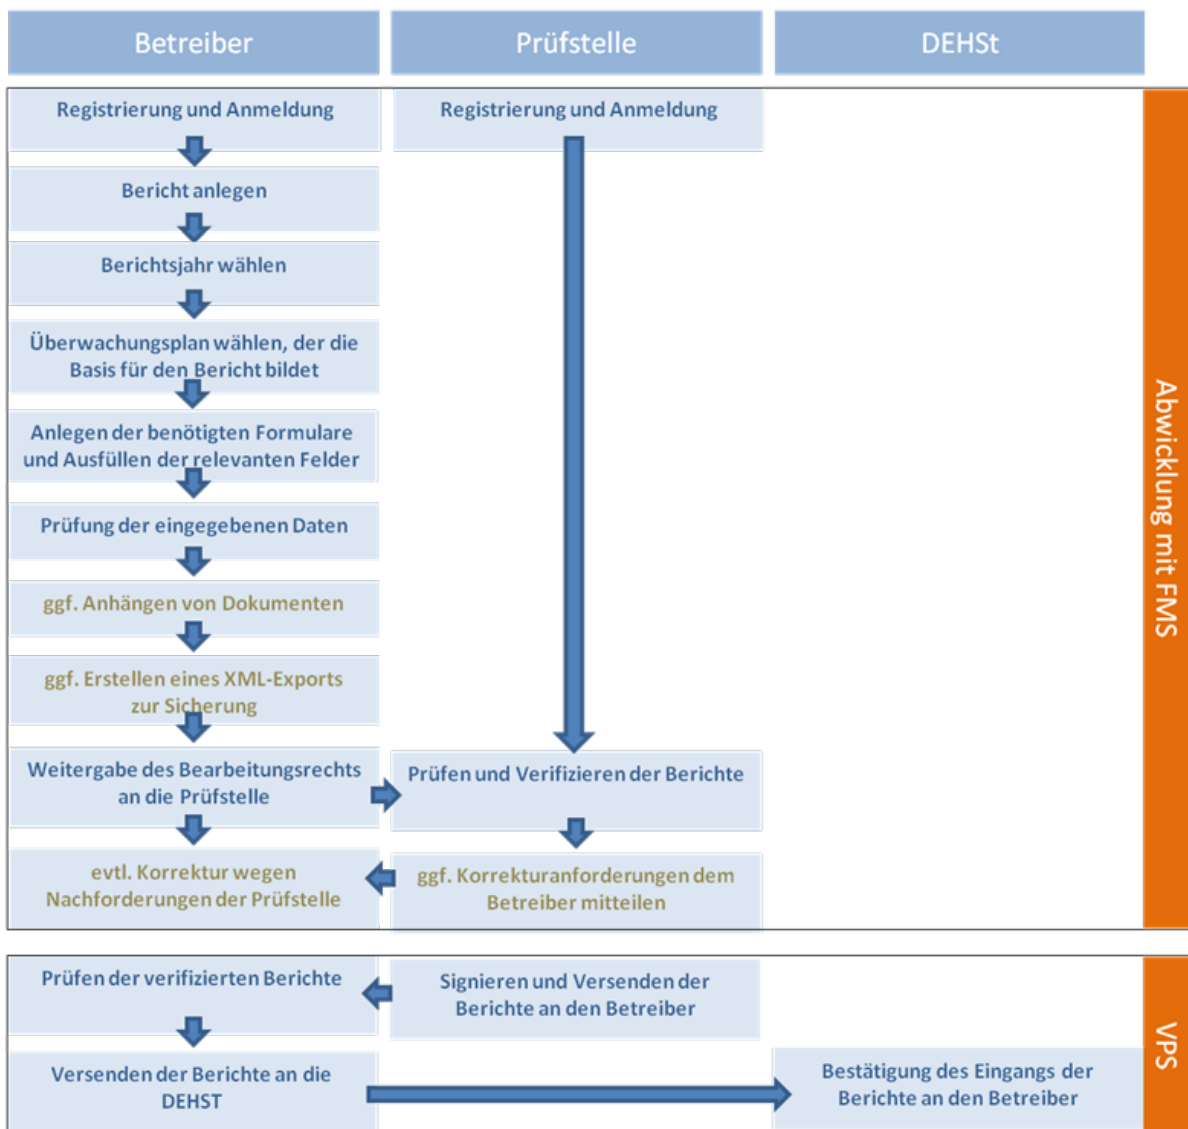 Betreiber
Prüfstelle
DEHSt
Registrierung und Anmeldung
Registrierung und Anmeldung
Bericht anlegen
Berichtsjahr wählen
Überwachungsplan wählen, der die
Basis für den Bericht bildet
Anlegen der benötigten Formulare
und Ausfüllen der relevanten Felder
Prüfung der eingegebenen Daten
ggf. Anhängen von Dokumenten
ggf. Erstellen eines XML-Exports
zur Sicherung
Weitergabe des Bearbeitungsrechts
an die Prüfstelle
Prüfen und Verifizieren der Berichte
evtl. Korrektur wegen
Nachforderungen der Prüfstelle
ggf. Korrekturanforderungen dem
Betreiber mitteilen
Abwicklung mit FMS
Prüfen der verifizierten Berichte
Signieren und Versenden der
Berichte an den Betreiber
Versenden der Berichte an die
DEHST
Bestätigung des Eingangs der
Berichte an den Betreiber
VPS